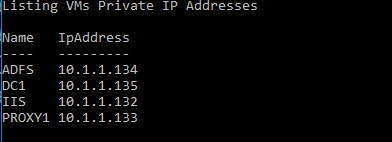 Listing VMs Private IP Addresses
Name IpAddress
---- ---------
ADFS 10.1.1.134
DC1 10.1.1.135
IIS 10.1.1.132
PROXY1 10.1.1.133